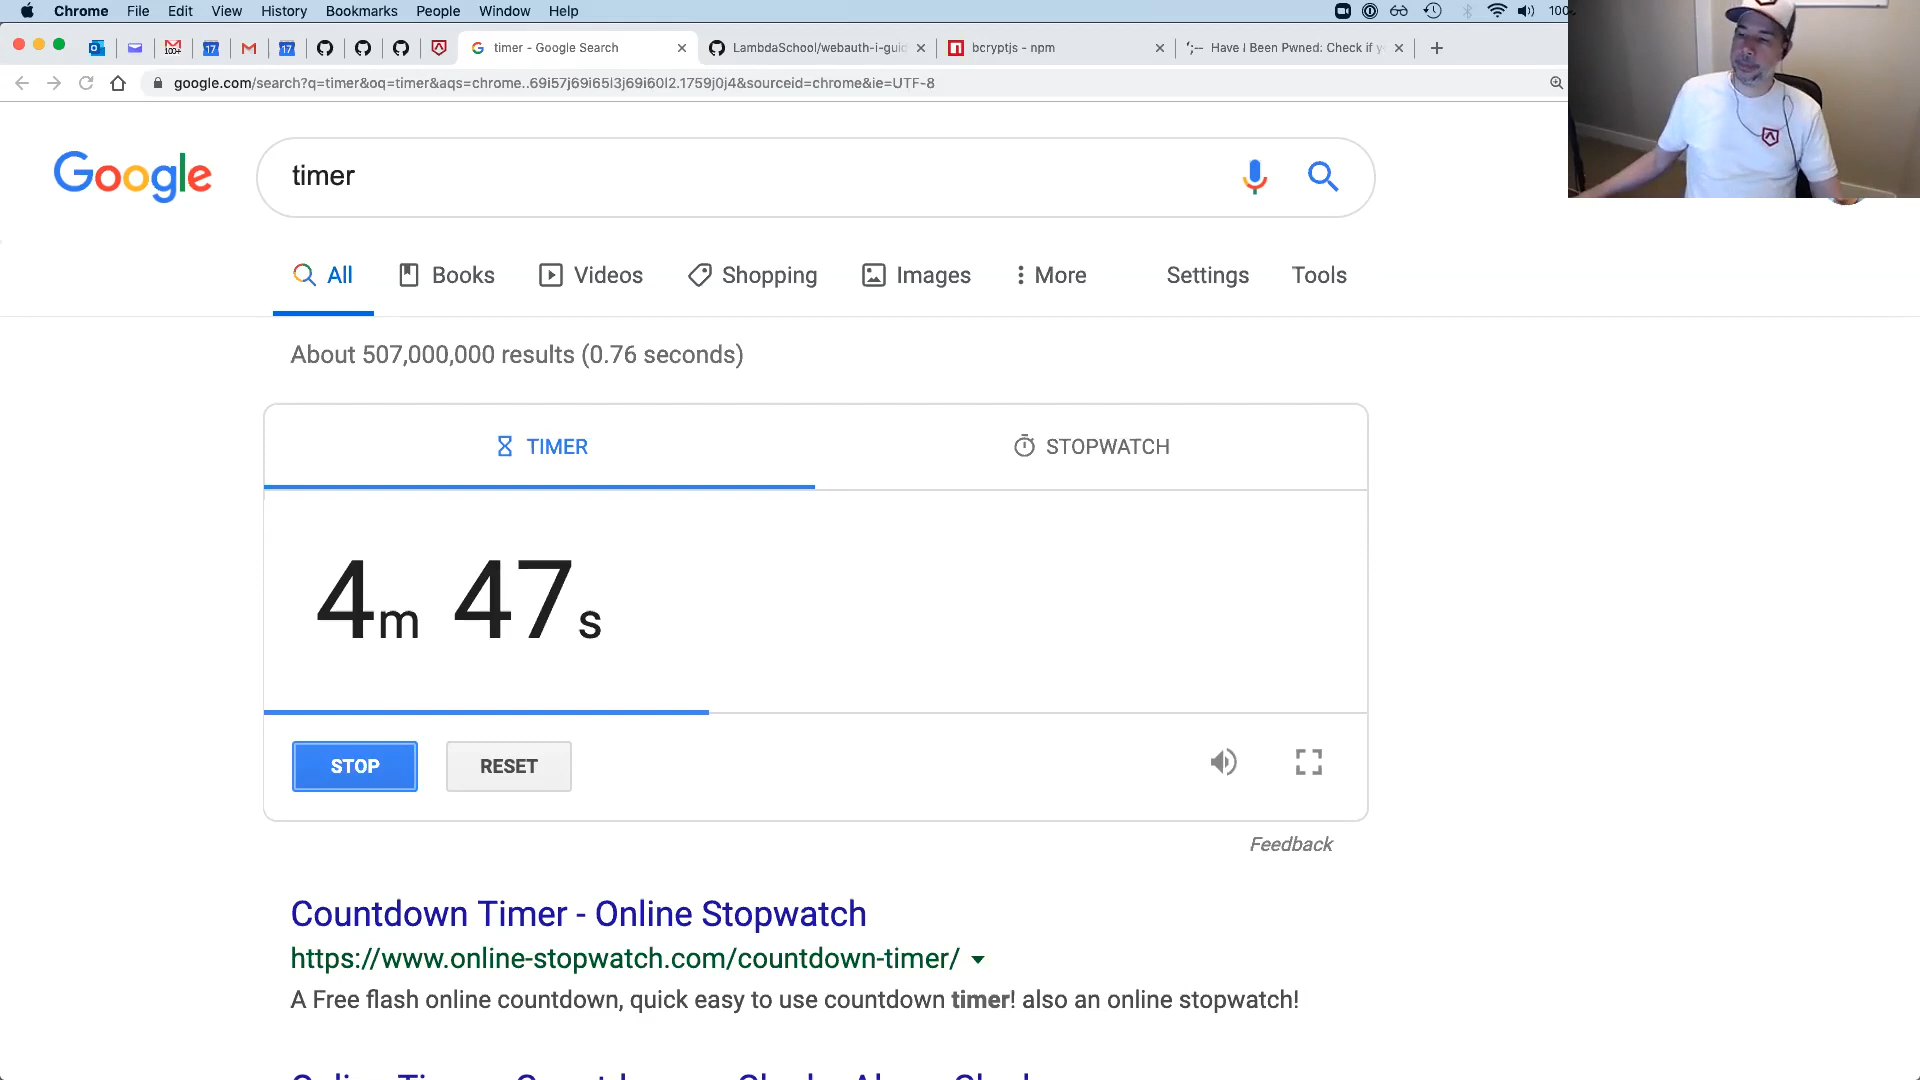 Chrome File Edit View History Bookmarks People Window Help
timer - Google Search
LambdaSchool/webauth-i-guid
bcryptjs - npm
Have I Been Pwned: Check if y
google.com/search?q=timer&oq=timer&aqs=chrome..69i57j69i65l3j69i60l2.1759j0j4&sourceid=chrome&ie=UTF-8
Google
timer
All Books Videos Shopping Images More Settings Tools
About 507,000,000 results (0.76 seconds)
TIMER STOPWATCH
4m 47s
STOP RESET
Feedback
Countdown Timer - Online Stopwatch
https://www.online-stopwatch.com/countdown-timer/
A Free flash online countdown, quick easy to use countdown timer! also an online stopwatch!